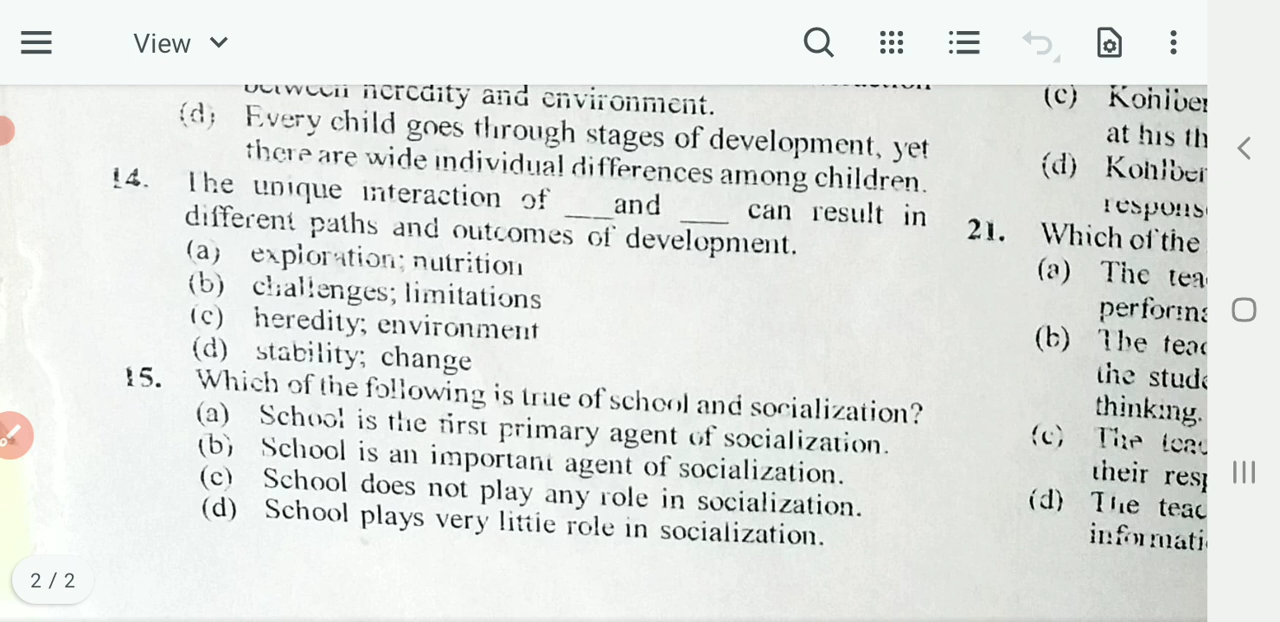 View
between heredity and environment.
(d) Every child goes through stages of development, yet
there are wide individual differences among children.
14. The unique interaction of ___and ___ can result in
different paths and outcomes of development.
(a) exploration; nutrition
(b) challenges; limitations
(c) heredity; environment
(d) stability; change
15. Which of the following is true of school and socialization?
(a) School is the first primary agent of socialization.
(b) School is an important agent of socialization.
(c) School does not play any role in socialization.
(d) School plays very little role in socialization.
(c) Kohlber
at his th
(d) Kohlber
respons
21. Which of the
(a) The tea
performa
(b) The teac
the stude
thinking.
(c) The teac
their resp
(d) The teac
informati
2 / 2